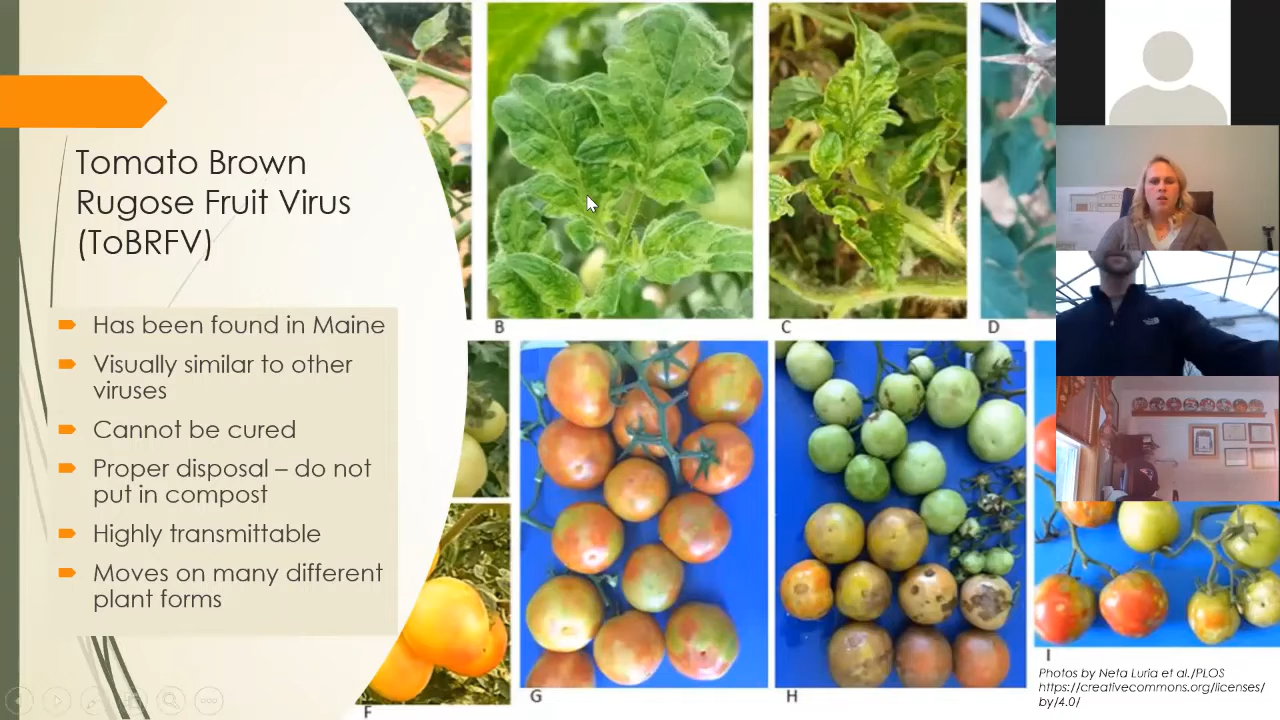 Tomato Brown
Rugose Fruit Virus
(ToBRFV)
Has been found in Maine
Visually similar to other
viruses
Cannot be cured
Proper disposal – do not
put in compost
Highly transmittable
Moves on many different
plant forms
B
C
D
F
G
H
I
Photos by Neta Luria et al./PLOS
https://creativecommons.org/licenses/
by/4.0/